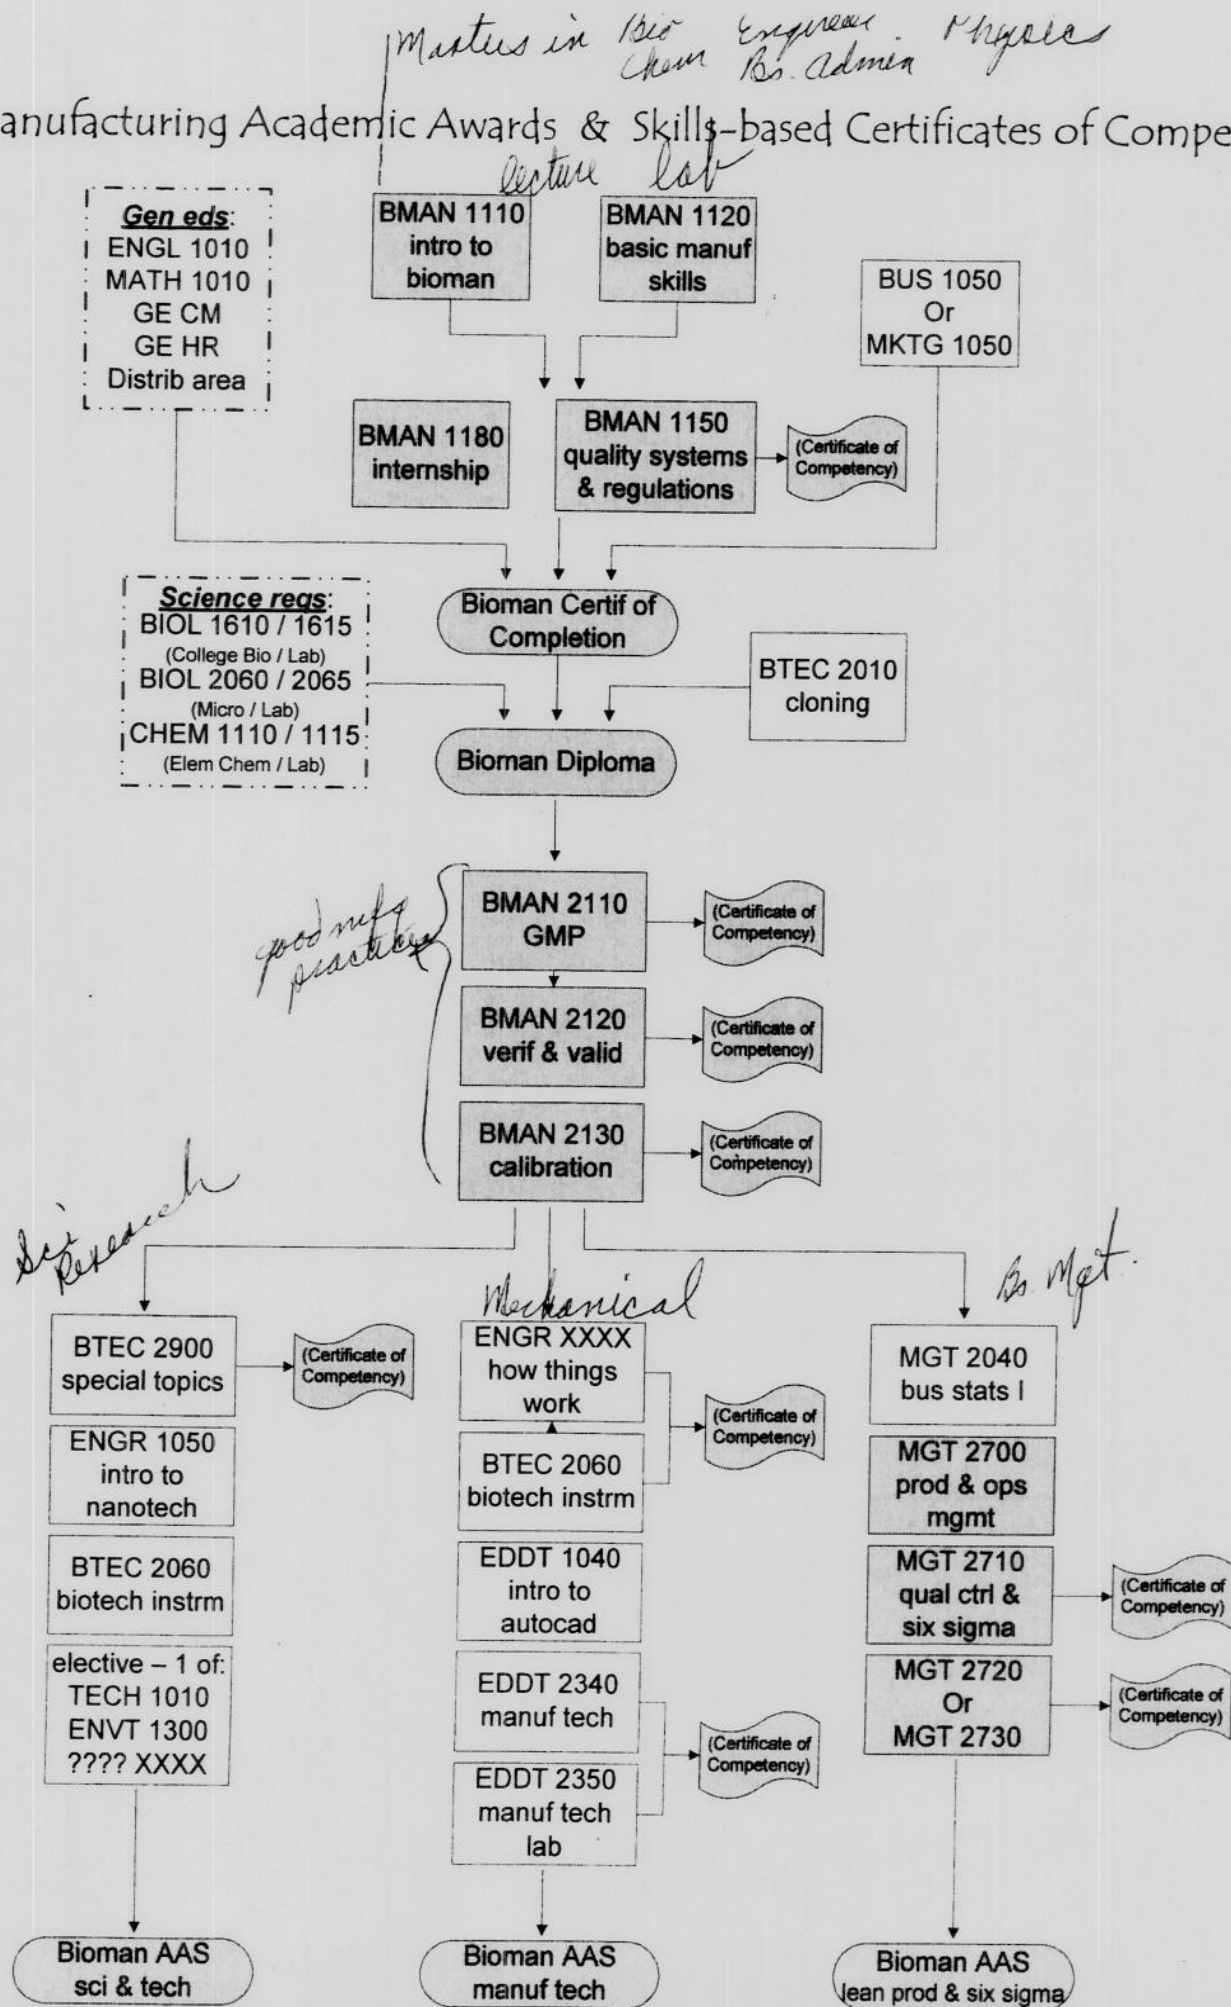 Masters in Bio Engineer. Physics
Chem Bs. Admin
anufacturing Academic Awards & Skills-based Certificates of Compe
lecture lab
Gen eds:
ENGL 1010
MATH 1010
GE CM
GE HR
Distrib area
BMAN 1110
intro to
bioman
BMAN 1120
basic manuf
skills
BUS 1050
Or
MKTG 1050
BMAN 1180
internship
BMAN 1150
quality systems
& regulations
(Certificate of
Competency)
Bioman Certif of
Completion
Science reqs:
BIOL 1610 / 1615
(College Bio / Lab)
BIOL 2060 / 2065
(Micro / Lab)
CHEM 1110 / 1115
(Elem Chem / Lab)
BTEC 2010
cloning
Bioman Diploma
good mfg
practices
BMAN 2110
GMP
(Certificate of
Competency)
BMAN 2120
verif & valid
(Certificate of
Competency)
BMAN 2130
calibration
(Certificate of
Competency)
Sci
Research
BTEC 2900
special topics
(Certificate of
Competency)
ENGR 1050
intro to
nanotech
BTEC 2060
biotech instrm
elective – 1 of:
TECH 1010
ENVT 1300
???? XXXX
Bioman AAS
sci & tech
Mechanical
ENGR XXXX
how things
work
BTEC 2060
biotech instrm
(Certificate of
Competency)
EDDT 1040
intro to
autocad
EDDT 2340
manuf tech
EDDT 2350
manuf tech
lab
(Certificate of
Competency)
Bioman AAS
manuf tech
Bs. Mgt.
MGT 2040
bus stats I
MGT 2700
prod & ops
mgmt
MGT 2710
qual ctrl &
six sigma
(Certificate of
Competency)
MGT 2720
Or
MGT 2730
(Certificate of
Competency)
Bioman AAS
lean prod & six sigma